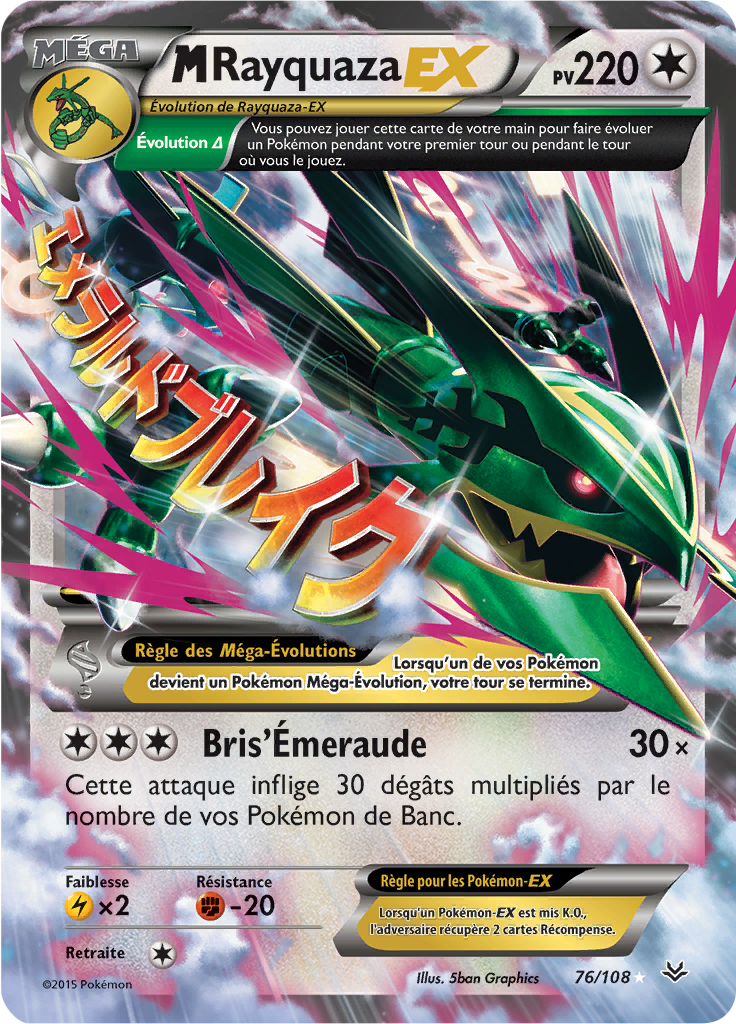 MÉGA
M Rayquaza EX
PV220
Évolution de Rayquaza-EX
Évolution Δ
Vous pouvez jouer cette carte de votre main pour faire évoluer
un Pokémon pendant votre premier tour ou pendant le tour
où vous le jouez.
エメラルドブレイク
Règle des Méga-Évolutions
Lorsqu'un de vos Pokémon
devient un Pokémon Méga-Évolution, votre tour se termine.
Bris'Émeraude 30×
Cette attaque inflige 30 dégâts multipliés par le
nombre de vos Pokémon de Banc.
Faiblesse
×2
Résistance
-20
Retraite
Règle pour les Pokémon-EX
Lorsqu'un Pokémon-EX est mis K.O.,
l'adversaire récupère 2 cartes Récompense.
©2015 Pokémon
Illus. 5ban Graphics
76/108